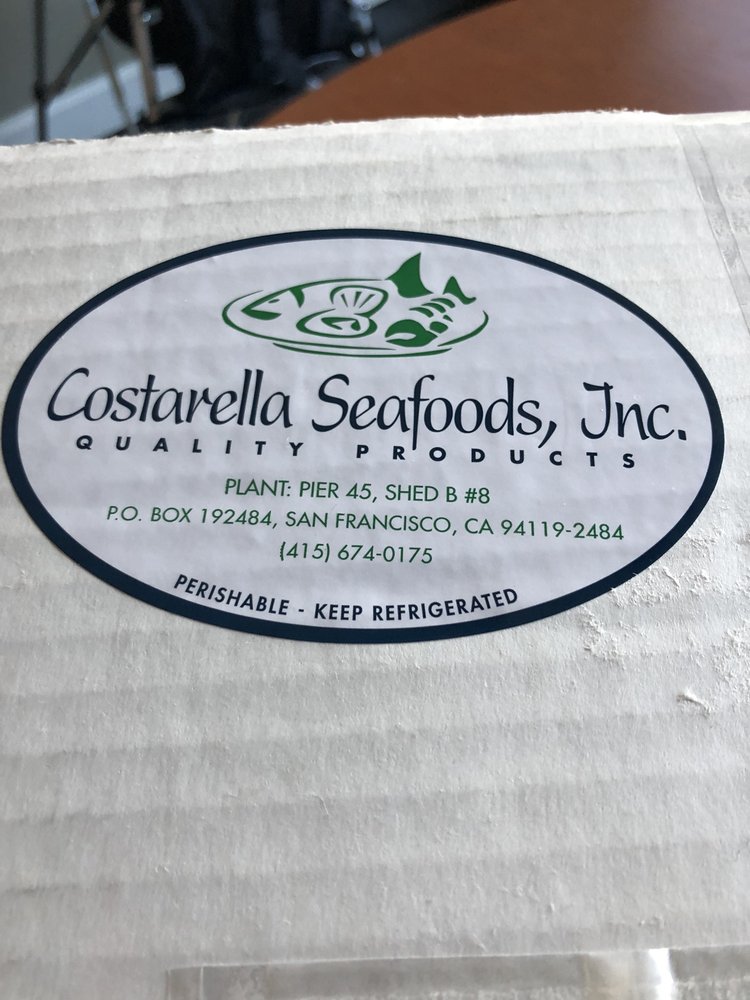 Costarella Seafoods, Inc.
QUALITY PRODUCTS
PLANT: PIER 45, SHED B #8
P.O. BOX 192484, SAN FRANCISCO, CA 94119-2484
(415) 674-0175
PERISHABLE - KEEP REFRIGERATED